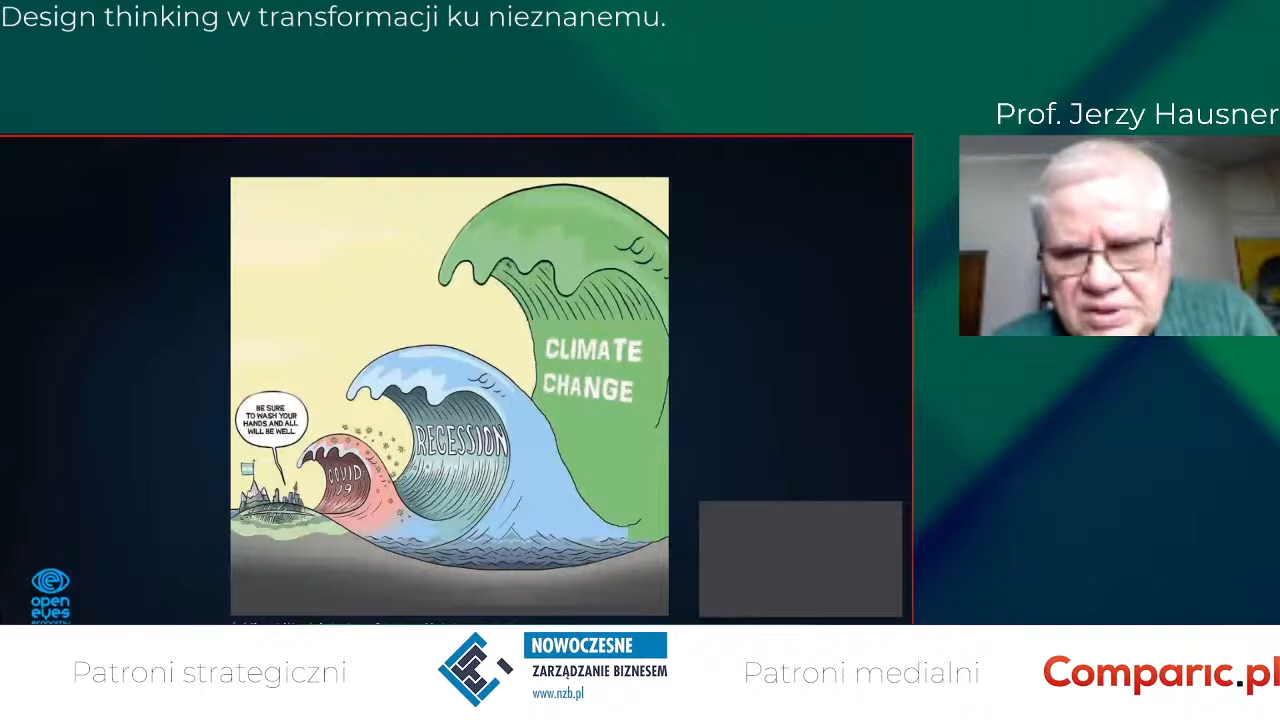 Design thinking w transformacji ku nieznanemu.
Prof. Jerzy Hausner
CLIMATE
CHANGE
BE SURE
TO WASH YOUR
HANDS AND ALL
WILL BE WELL.
RECESSION
COVID
19
open
eyes
economy
Patroni strategiczni
NOWOCZESNE
ZARZĄDZANIE BIZNESEM
www.nzb.pl
Patroni medialni
Comparic.pl